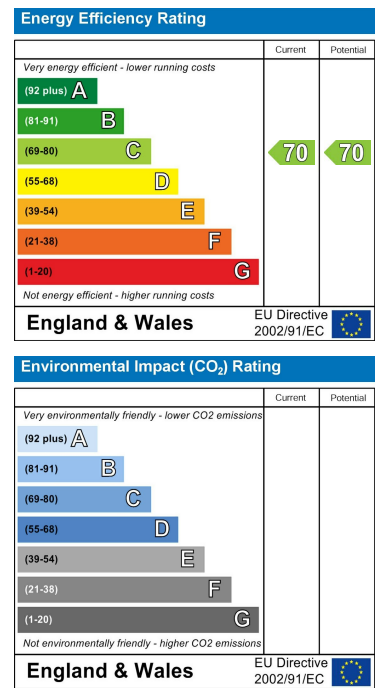 Energy Efficiency Rating
Current Potential
Very energy efficient - lower running costs
(92 plus) A
(81-91) B
(69-80) C 70 70
(55-68) D
(39-54) E
(21-38) F
(1-20) G
Not energy efficient - higher running costs
England & Wales EU Directive 2002/91/EC
Environmental Impact (CO₂) Rating
Current Potential
Very environmentally friendly - lower CO2 emissions
(92 plus) A
(81-91) B
(69-80) C
(55-68) D
(39-54) E
(21-38) F
(1-20) G
Not environmentally friendly - higher CO2 emissions
England & Wales EU Directive 2002/91/EC